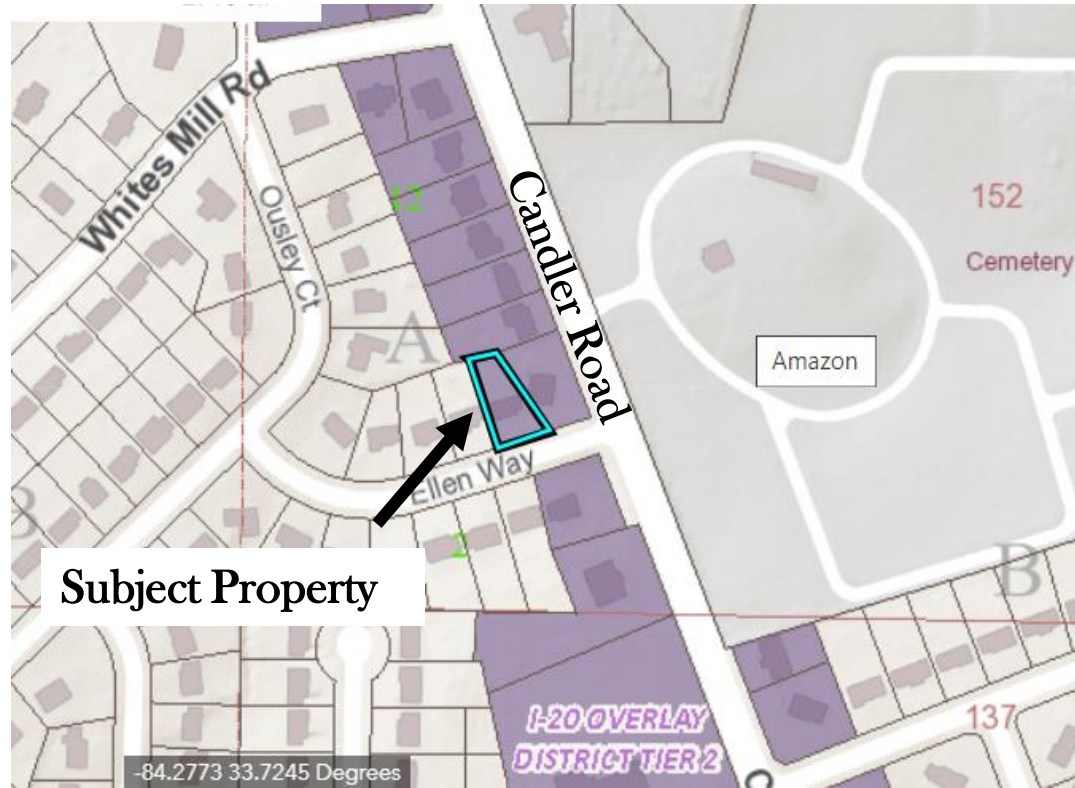 Whites Mill Rd
Ousley Ct
12
Candler Road
152
Cemetery
A
Amazon
Ellen Way
B
2
B
Subject Property
I-20 OVERLAY
DISTRICT TIER 2
137
-84.2773 33.7245 Degrees
C